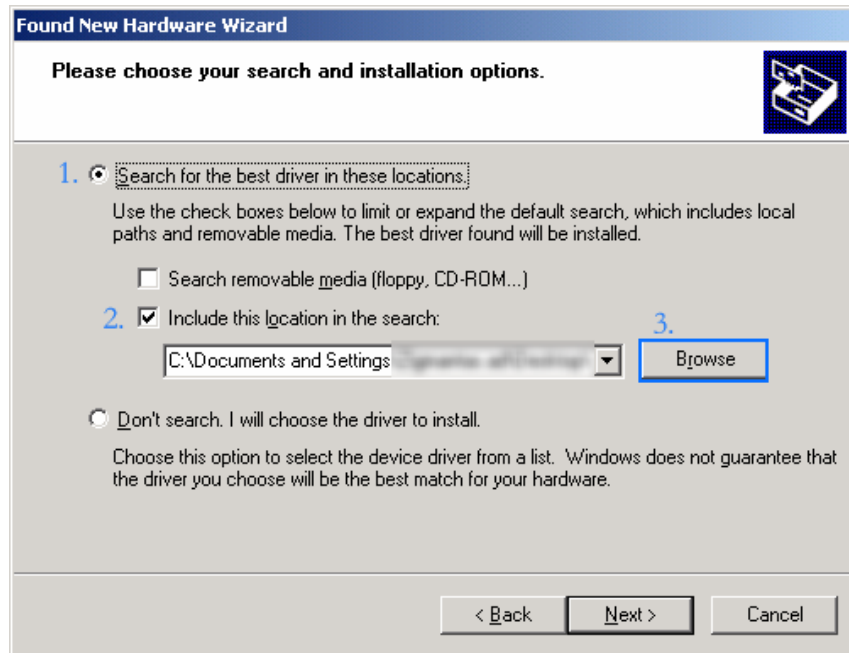 Found New Hardware Wizard
Please choose your search and installation options.
1. Search for the best driver in these locations.
Use the check boxes below to limit or expand the default search, which includes local
paths and removable media. The best driver found will be installed.
Search removable media (floppy, CD-ROM...)
2. Include this location in the search:
3.
C:\Documents and Settings
Browse
Don't search. I will choose the driver to install.
Choose this option to select the device driver from a list. Windows does not guarantee that
the driver you choose will be the best match for your hardware.
< Back Next > Cancel